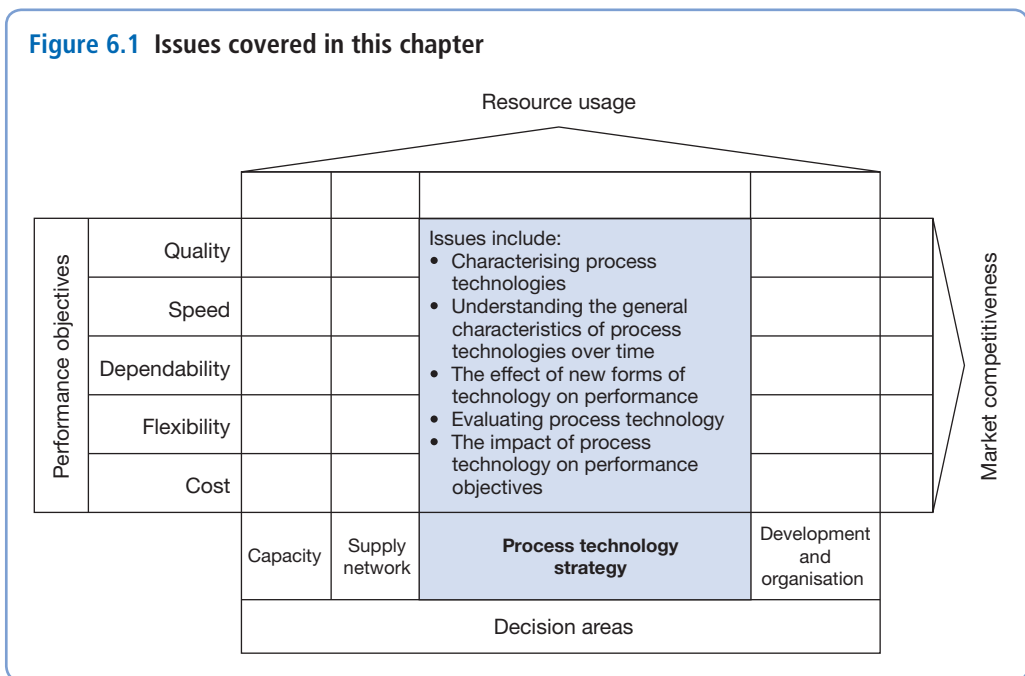 Figure 6.1 Issues covered in this chapter
Resource usage
Performance objectives
Quality
Speed
Dependability
Flexibility
Cost
Issues include:
• Characterising process
technologies
• Understanding the general
characteristics of process
technologies over time
• The effect of new forms of
technology on performance
• Evaluating process technology
• The impact of process
technology on performance
objectives
Market competitiveness
Capacity
Supply
network
Process technology
strategy
Development
and
organisation
Decision areas